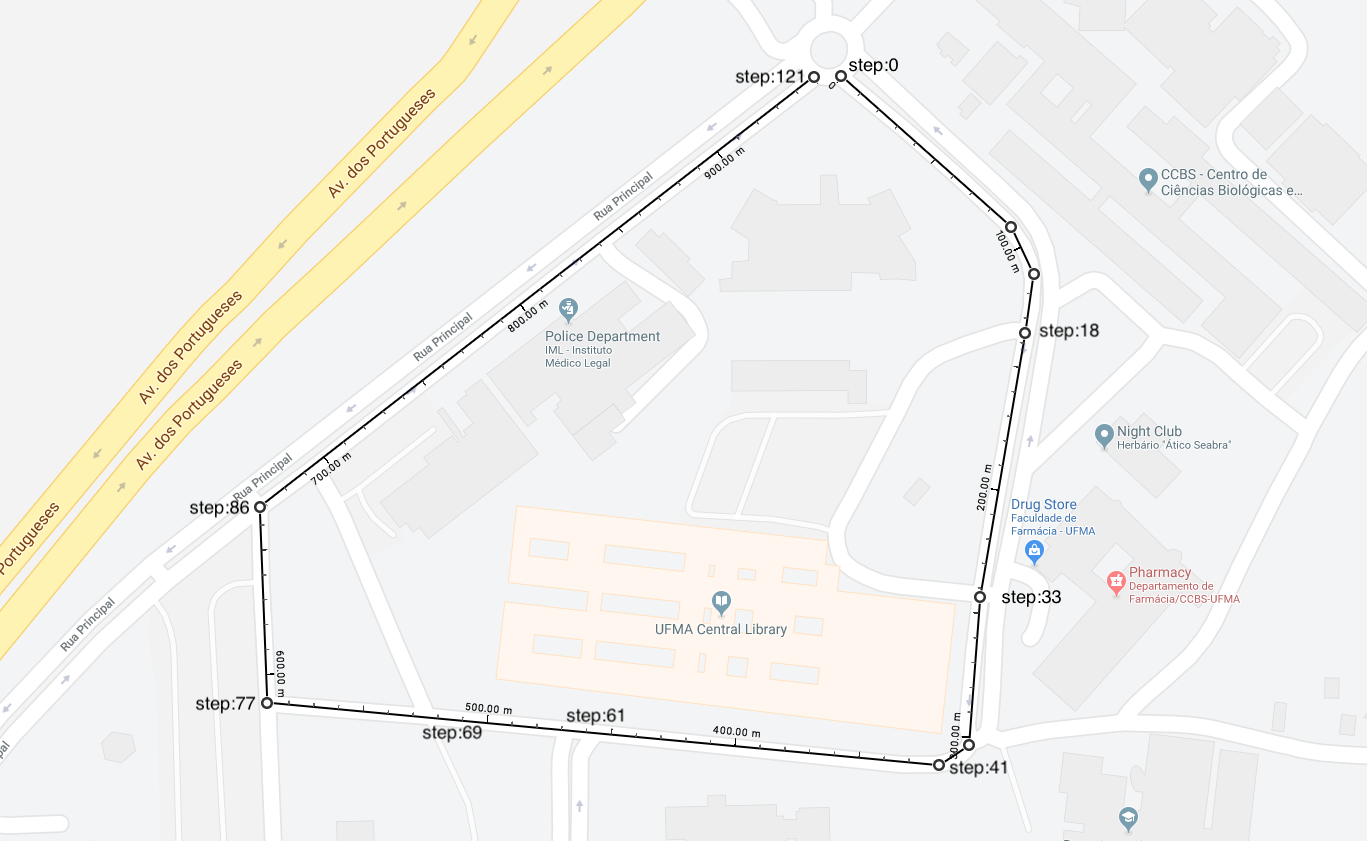 step:121
step:0
0
Av. dos Portugueses
900.00 m
CCBS - Centro de
Ciências Biológicas e...
Rua Principal
100.00 m
Av. dos Portugueses
800.00 m
Police Department
IML - Instituto
Médico Legal
Rua Principal
step:18
Av. dos Portugueses
Night Club
Herbário "Ático Seabra"
700.00 m
Rua Principal
step:86
200.00 m
Drug Store
Faculdade de
Farmácia - UFMA
Portugueses
Pharmacy
Departamento de
Farmácia/CCBS-UFMA
step:33
UFMA Central Library
Rua Principal
600.00 m
step:77
500.00 m
step:61
step:69
400.00 m
300.00 m
step:41